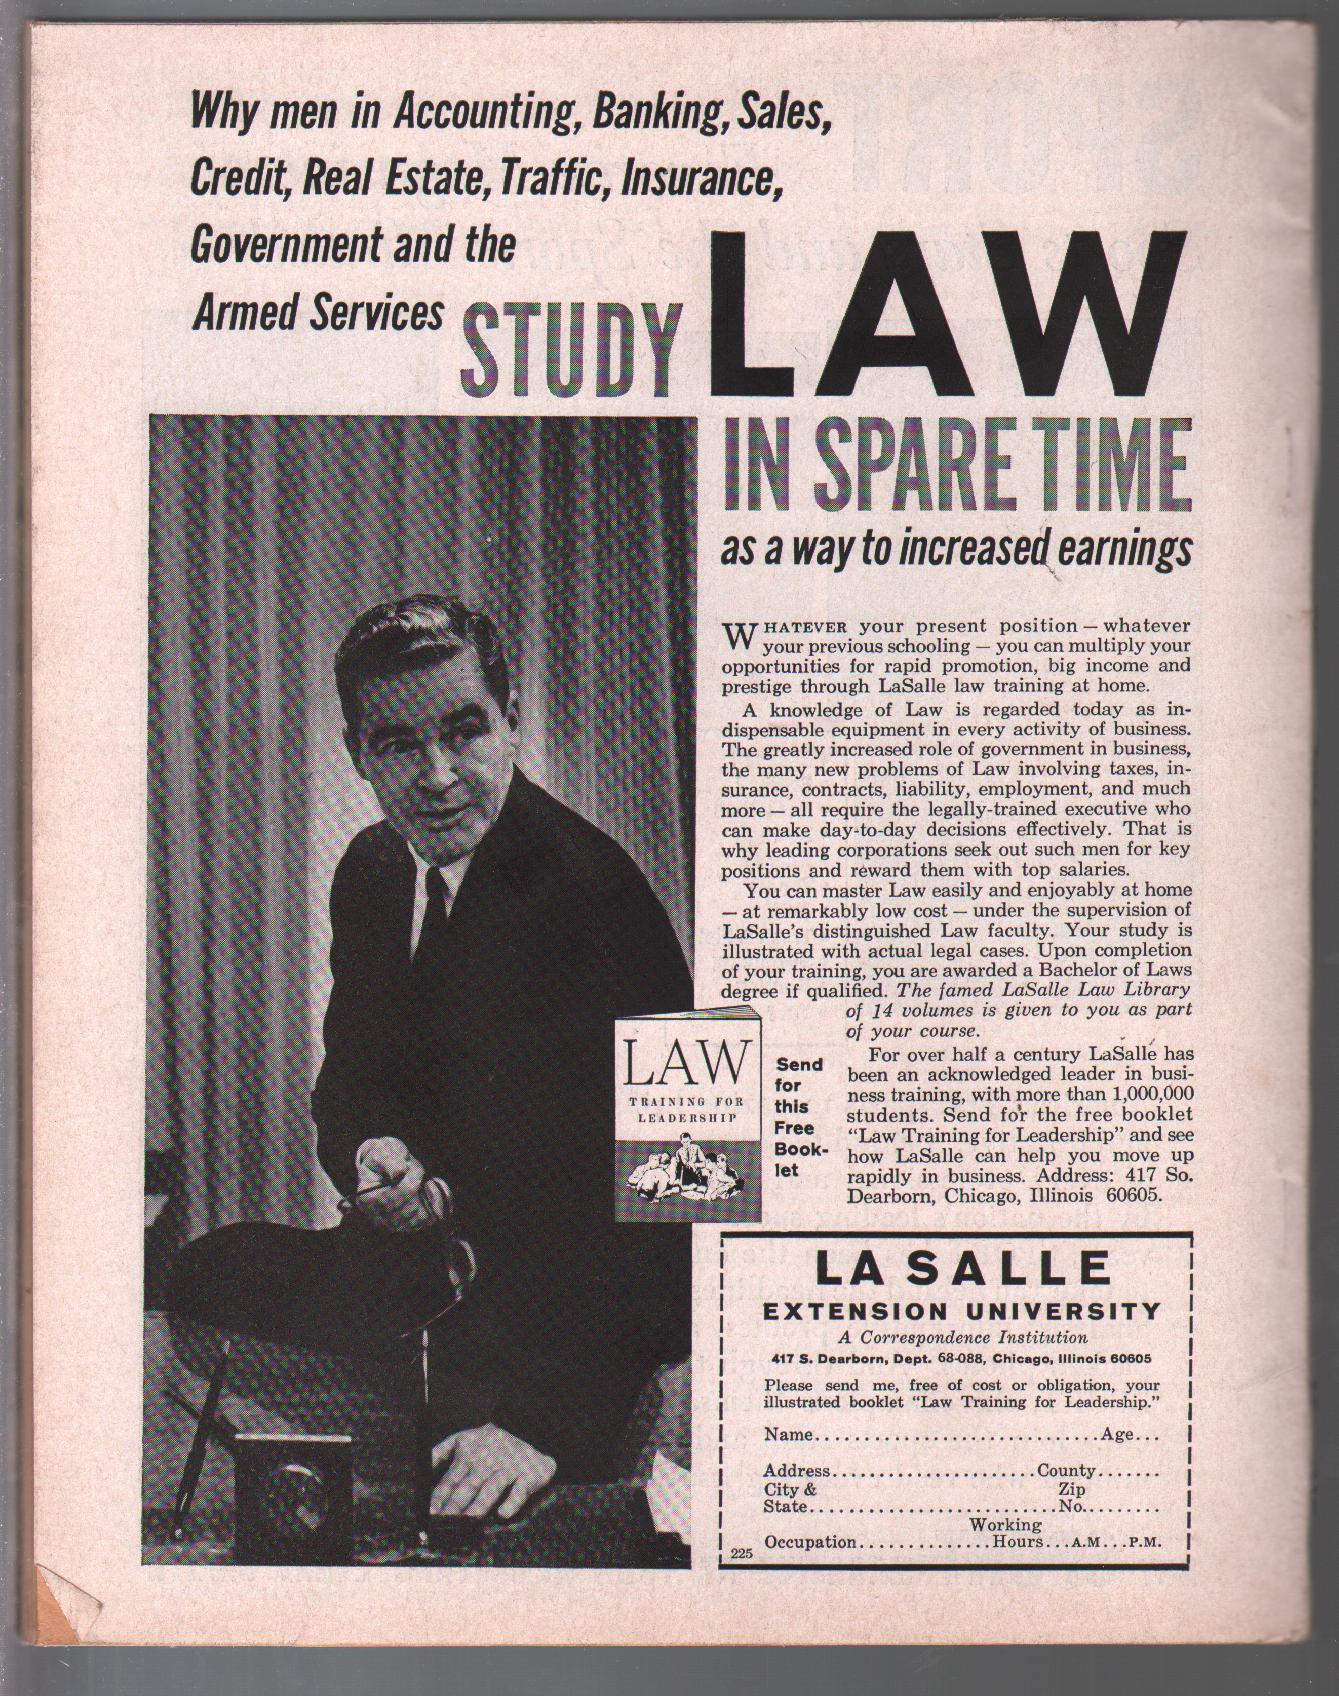 Why men in Accounting, Banking, Sales,
Credit, Real Estate, Traffic, Insurance,
Government and the
Armed Services STUDY LAW
IN SPARE TIME
as a way to increased earnings
WHATEVER your present position — whatever
your previous schooling — you can multiply your
opportunities for rapid promotion, big income and
prestige through LaSalle law training at home.
A knowledge of Law is regarded today as in-
dispensable equipment in every activity of business.
The greatly increased role of government in business,
the many new problems of Law involving taxes, in-
surance, contracts, liability, employment, and much
more — all require the legally-trained executive who
can make day-to-day decisions effectively. That is
why leading corporations seek out such men for key
positions and reward them with top salaries.
You can master Law easily and enjoyably at home
— at remarkably low cost — under the supervision of
LaSalle's distinguished Law faculty. Your study is
illustrated with actual legal cases. Upon completion
of your training, you are awarded a Bachelor of Laws
degree if qualified. The famed LaSalle Law Library
of 14 volumes is given to you as part
of your course.
For over half a century LaSalle has
been an acknowledged leader in busi-
ness training, with more than 1,000,000
students. Send for the free booklet
"Law Training for Leadership" and see
how LaSalle can help you move up
rapidly in business. Address: 417 So.
Dearborn, Chicago, Illinois 60605.
LAW
TRAINING FOR
LEADERSHIP
Send
for
this
Free
Book-
let
LA SALLE
EXTENSION UNIVERSITY
A Correspondence Institution
417 S. Dearborn, Dept. 68-088, Chicago, Illinois 60605
Please send me, free of cost or obligation, your
illustrated booklet "Law Training for Leadership."
Name..............................Age...
Address......................County.......
City & Zip
State...........................No.........
Working
Occupation..............Hours...A.M...P.M.
225